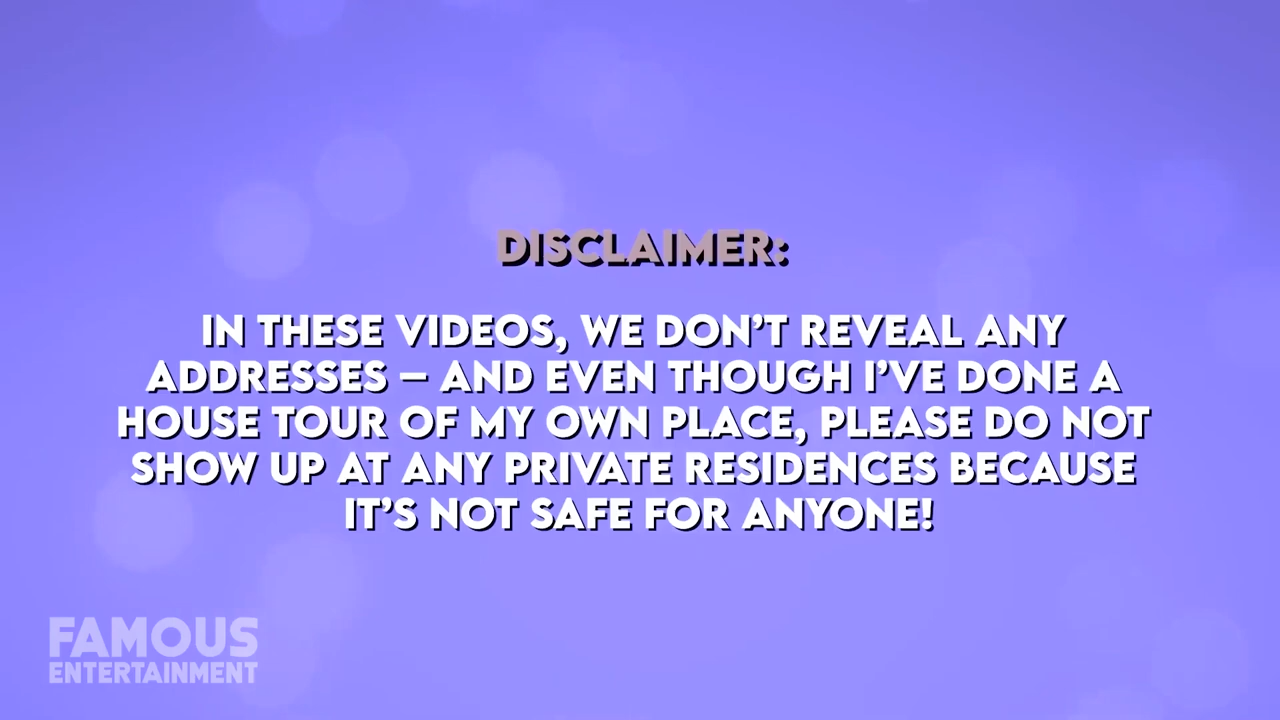 DISCLAIMER:
IN THESE VIDEOS, WE DON’T REVEAL ANY
ADDRESSES – AND EVEN THOUGH I’VE DONE A
HOUSE TOUR OF MY OWN PLACE, PLEASE DO NOT
SHOW UP AT ANY PRIVATE RESIDENCES BECAUSE
IT’S NOT SAFE FOR ANYONE!
FAMOUS
ENTERTAINMENT